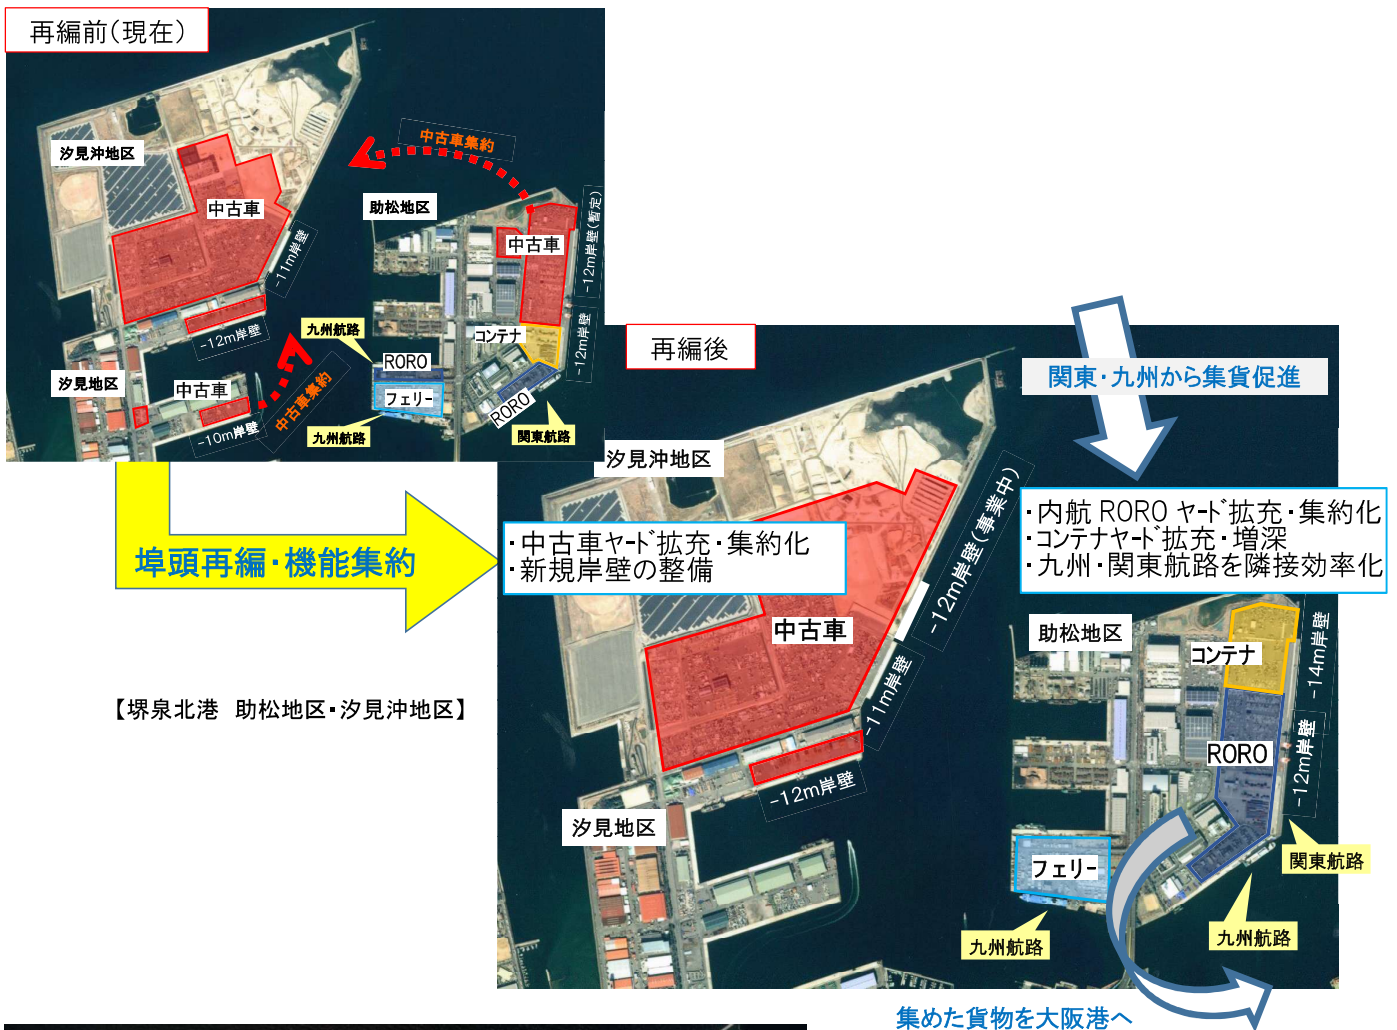 再編前(現在)
汐見沖地区
中古車集約
中古車
助松地区
中古車
-12m岸壁(暫定)
-11m岸壁
-12m岸壁
九州航路
コンテナ
-12m岸壁
RORO
汐見地区
中古車
中古車集約
フェリー
RORO
-10m岸壁
九州航路
関東航路
再編後
関東・九州から集貨促進
汐見沖地区
-12m岸壁(事業中)
・内航 RORO ヤード拡充・集約化
・コンテナヤード拡充・増深
・九州・関東航路を隣接効率化
埠頭再編・機能集約
・中古車ヤード拡充・集約化
・新規岸壁の整備
中古車
助松地区
コンテナ
-14m岸壁
-11m岸壁
【堺泉北港 助松地区・汐見沖地区】
RORO
-12m岸壁
-12m岸壁
汐見地区
フェリー
関東航路
九州航路
九州航路
集めた貨物を大阪港へ